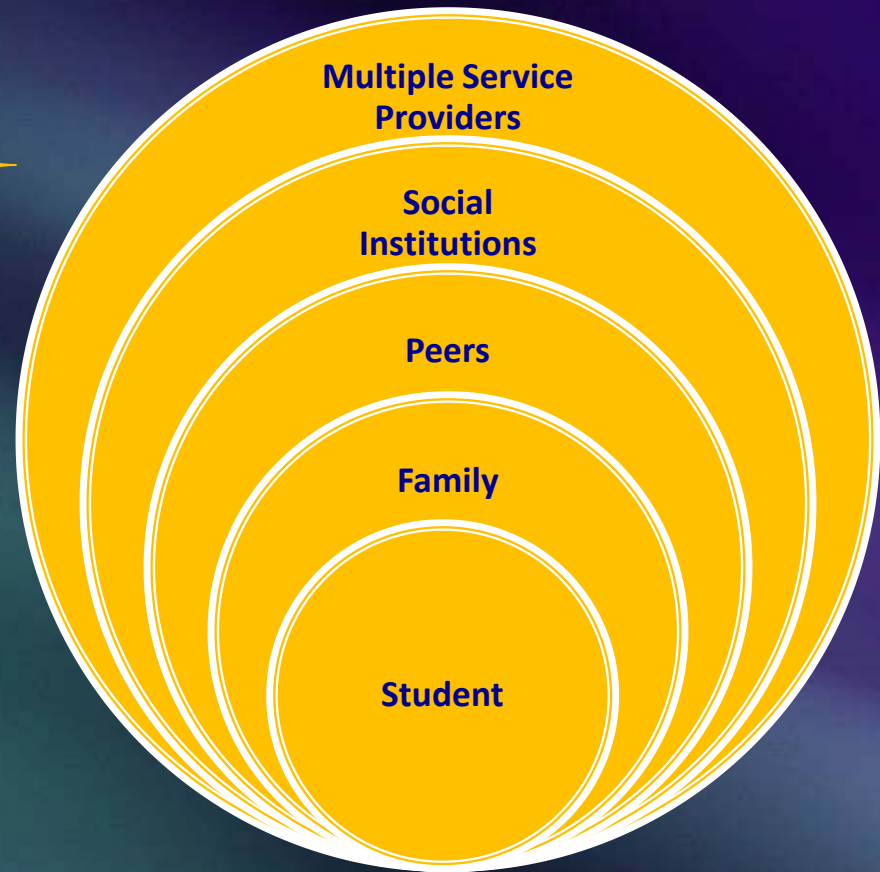 Multiple Service
Providers
Social
Institutions
Peers
Family
Student